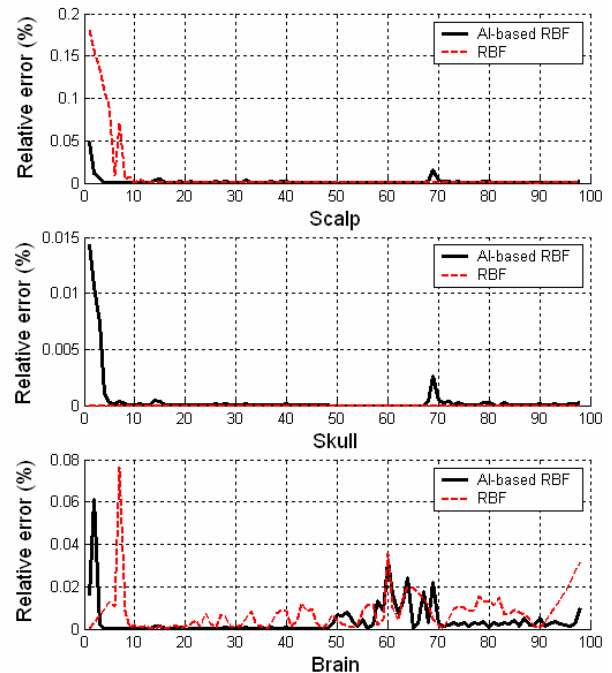 0.2
0.15
0.1
0.05
0
Relative error (%)
AI-based RBF
RBF
0 10 20 30 40 50 60 70 80 90 100
Scalp
0.015
0.01
0.005
0
Relative error (%)
AI-based RBF
RBF
0 10 20 30 40 50 60 70 80 90 100
Skull
0.08
0.06
0.04
0.02
0
Relative error (%)
AI-based RBF
RBF
0 10 20 30 40 50 60 70 80 90 100
Brain